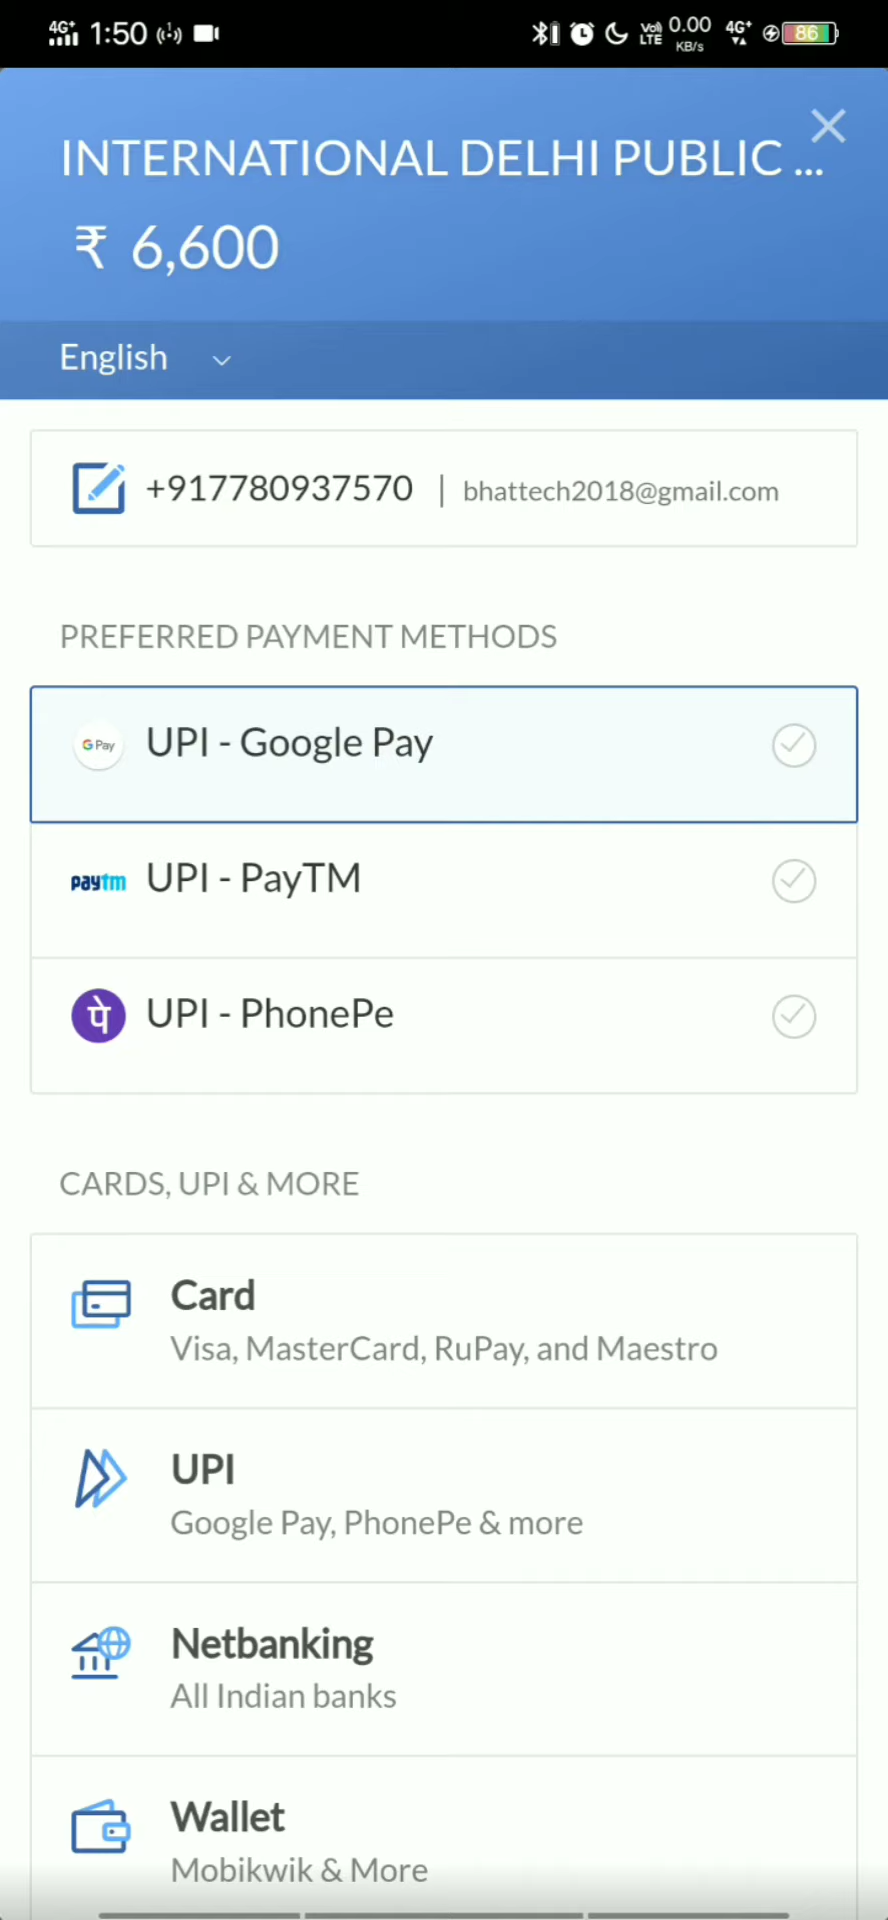 4G+ 1:50 Vo)) LTE 0.00 KB/s 4G+ 86
INTERNATIONAL DELHI PUBLIC ...
₹ 6,600
English
+917780937570 | bhattech2018@gmail.com
PREFERRED PAYMENT METHODS
G Pay UPI - Google Pay
paytm UPI - PayTM
पे UPI - PhonePe
CARDS, UPI & MORE
Card
Visa, MasterCard, RuPay, and Maestro
UPI
Google Pay, PhonePe & more
Netbanking
All Indian banks
Wallet
Mobikwik & More